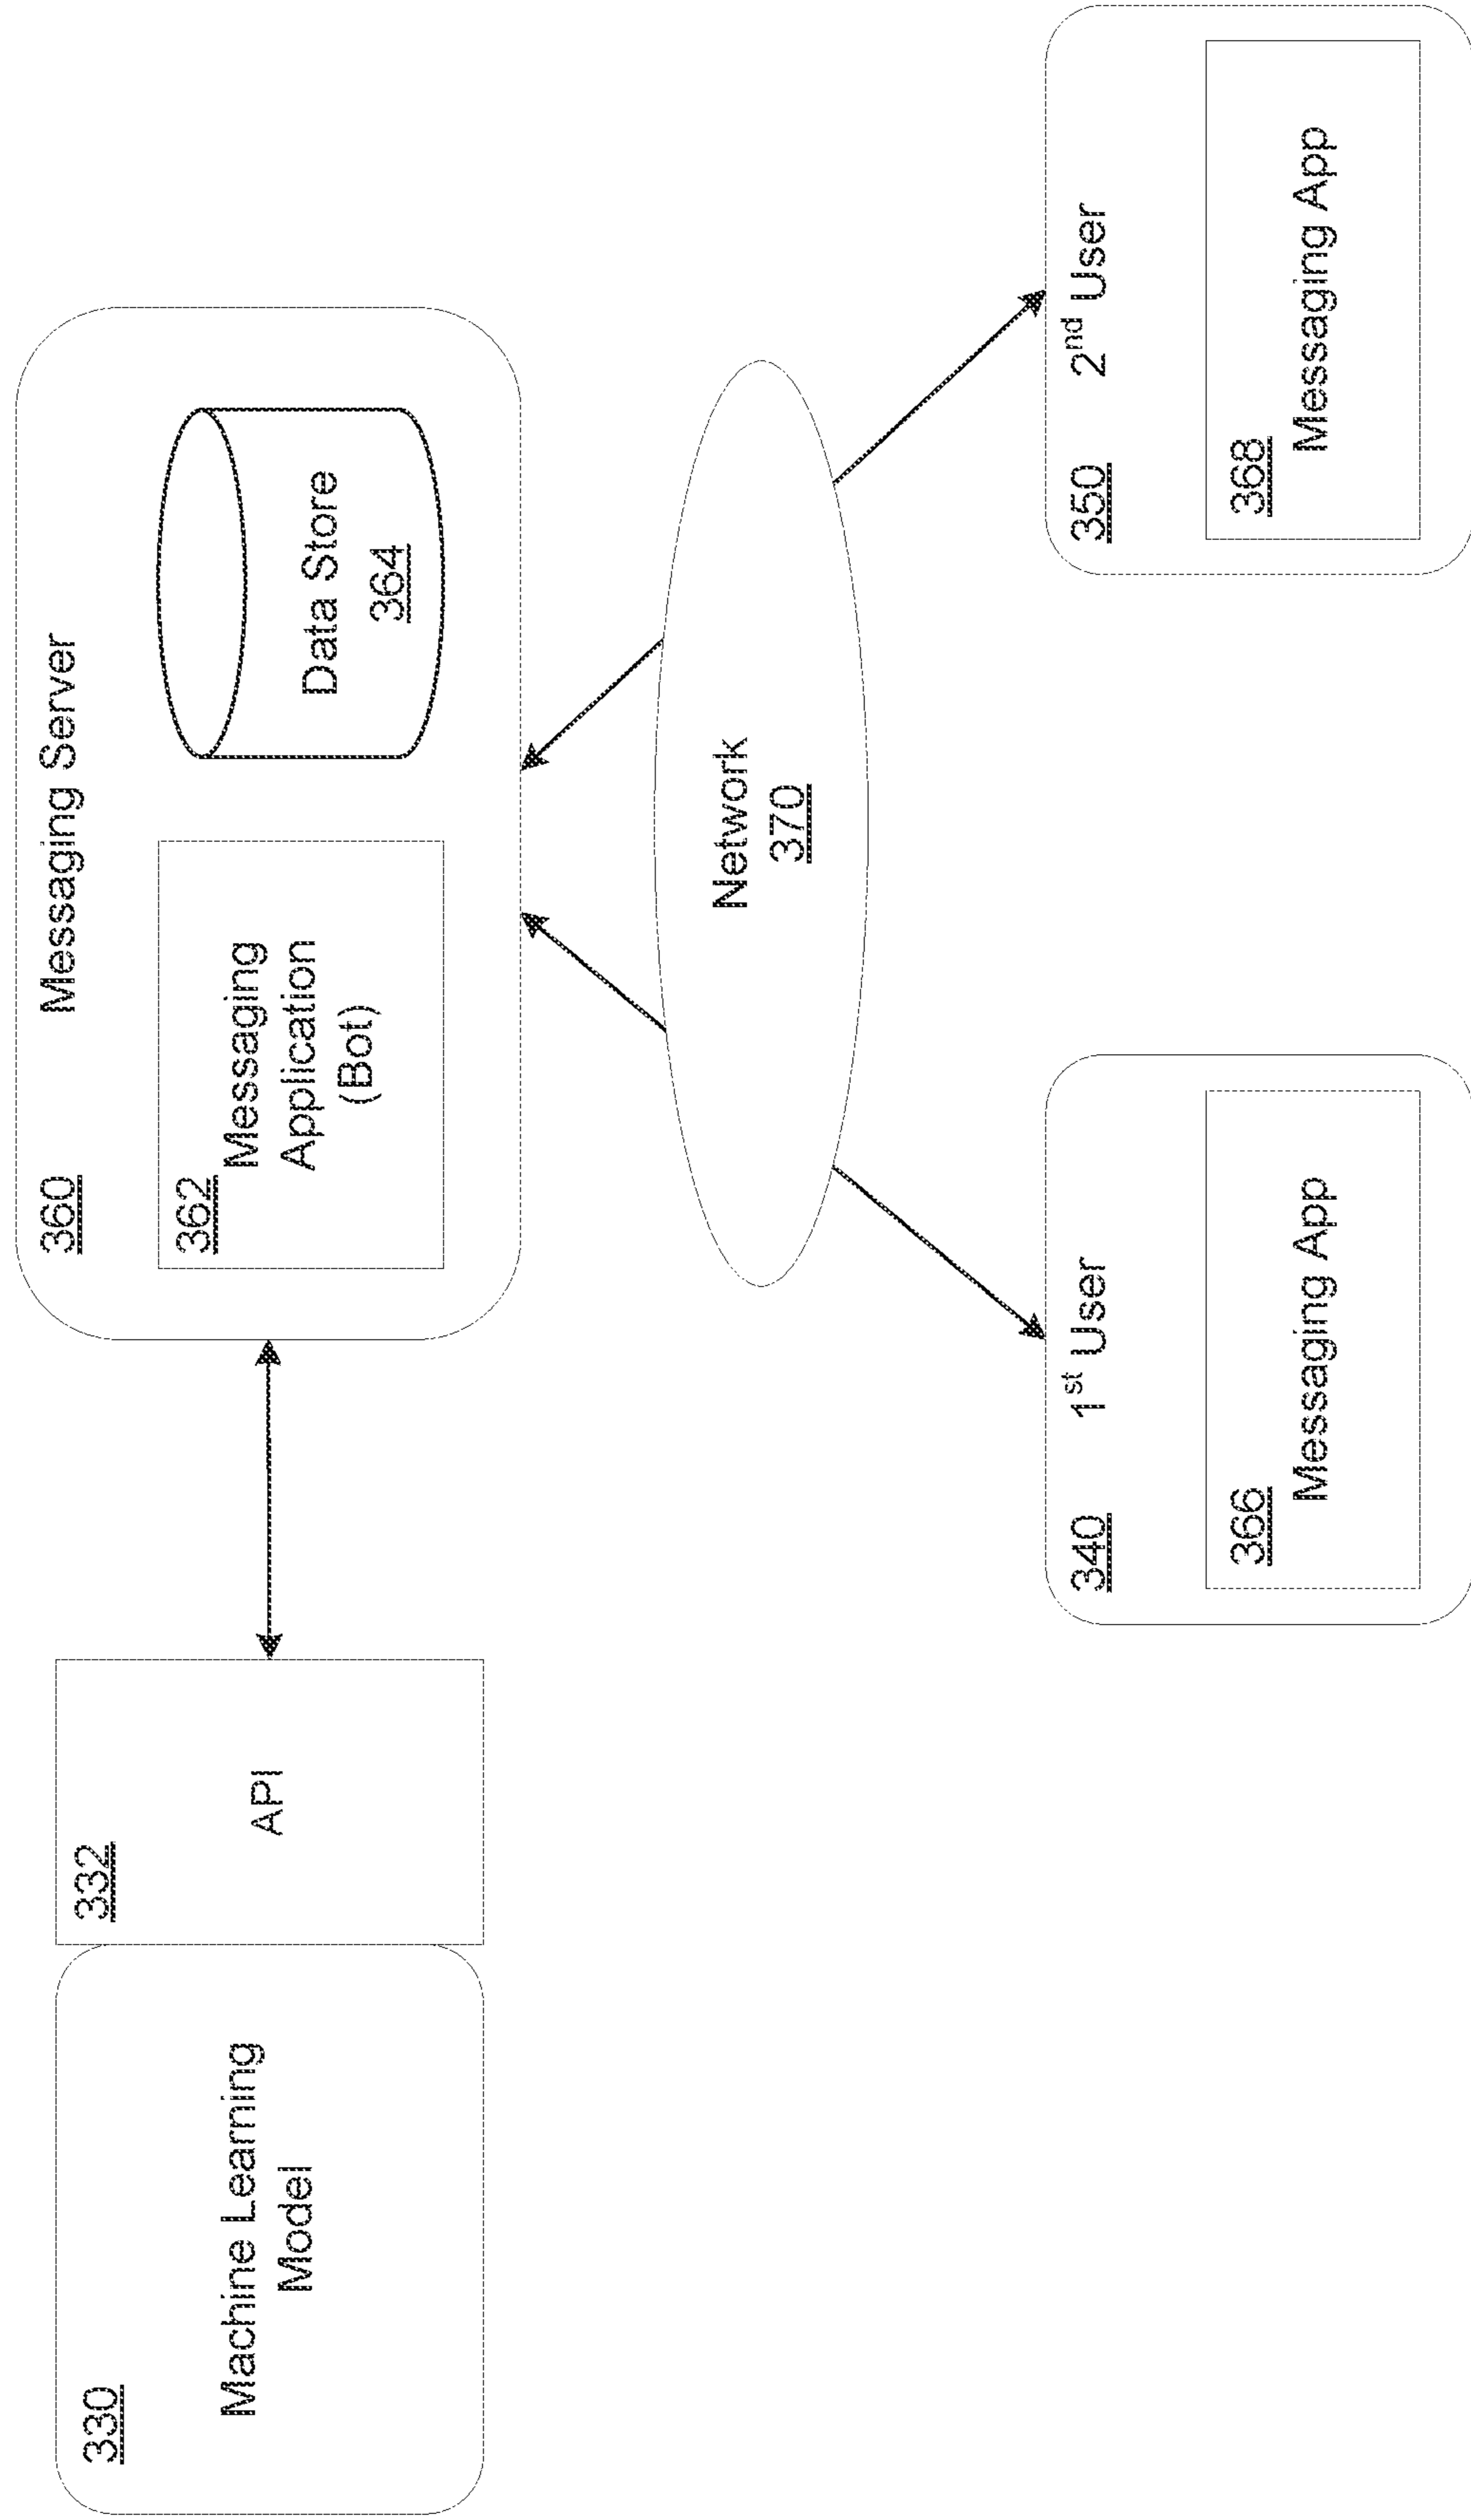 330
Machine Learning
Model
332
API
360
Messaging Server
362
Messaging
Application
(Bot)
Data Store
364
Network
370
340
1st User
366
Messaging App
350
2nd User
368
Messaging App